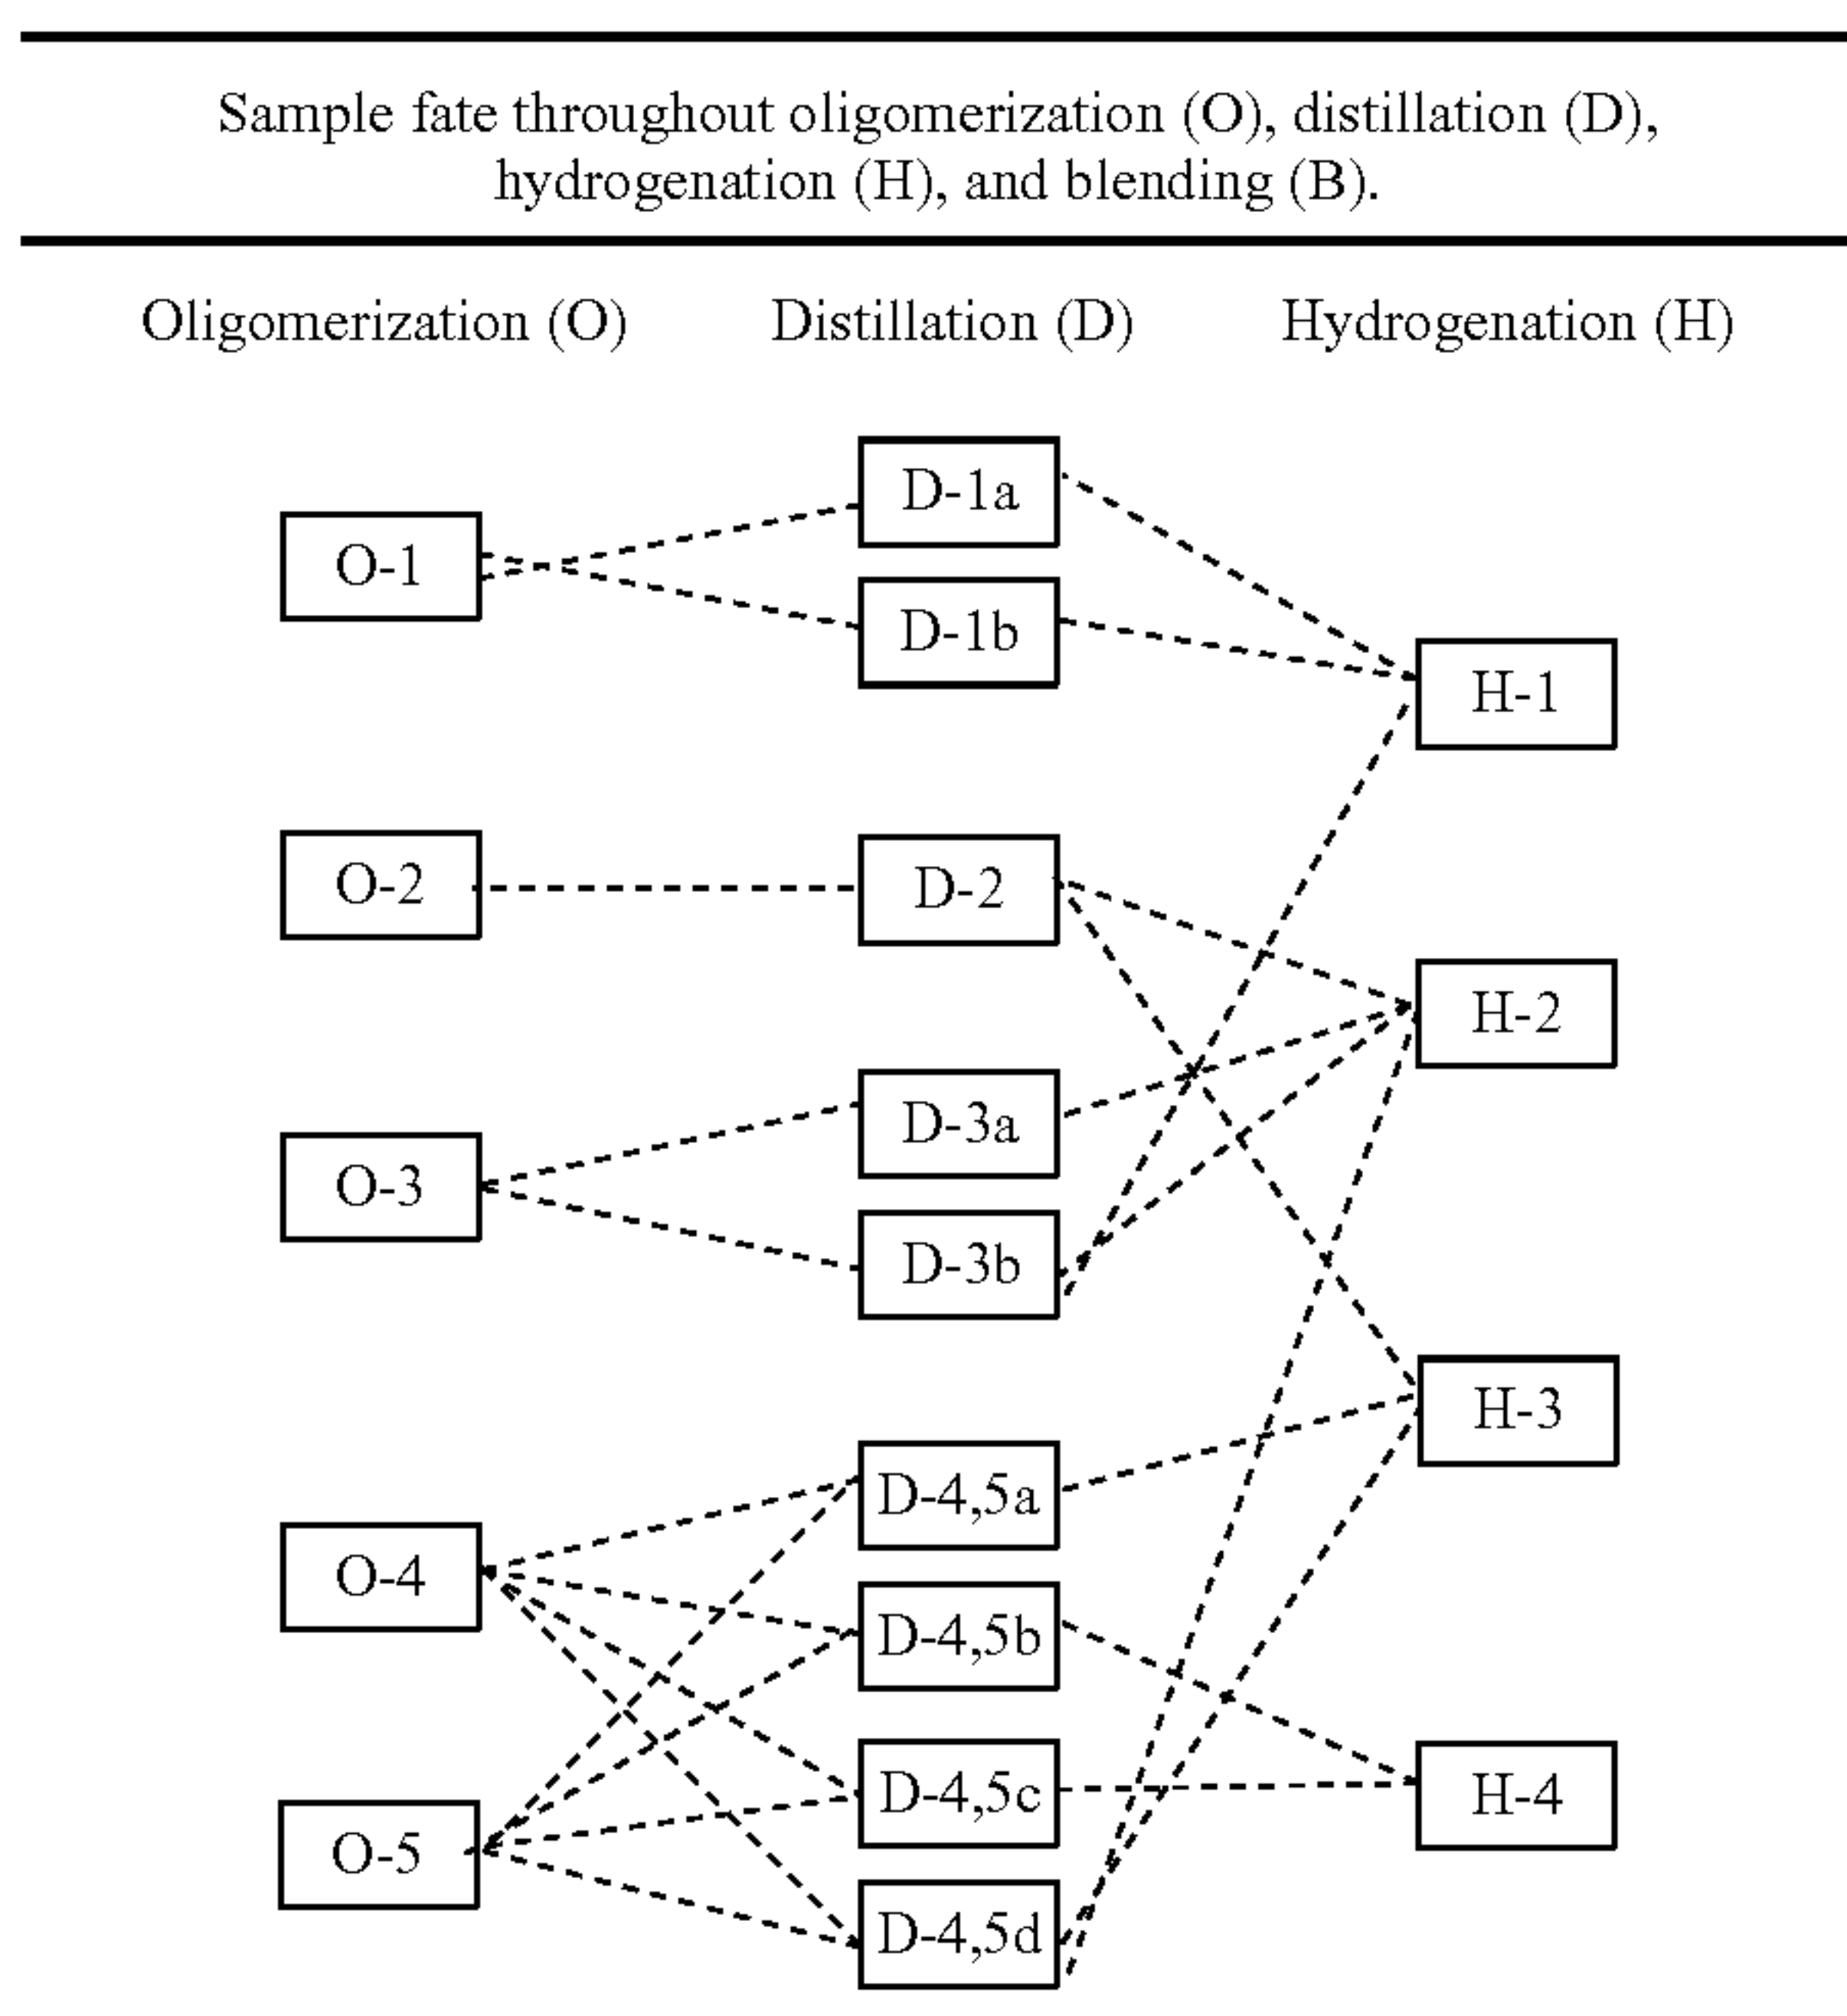 Sample fate throughout oligomerization (O), distillation (D),
hydrogenation (H), and blending (B).
Oligomerization (O) Distillation (D) Hydrogenation (H)
D-1a
O-1
D-1b
H-1
O-2 D-2
H-2
D-3a
O-3
D-3b
H-3
D-4,5a
O-4
D-4,5b
D-4,5c H-4
O-5
D-4,5d